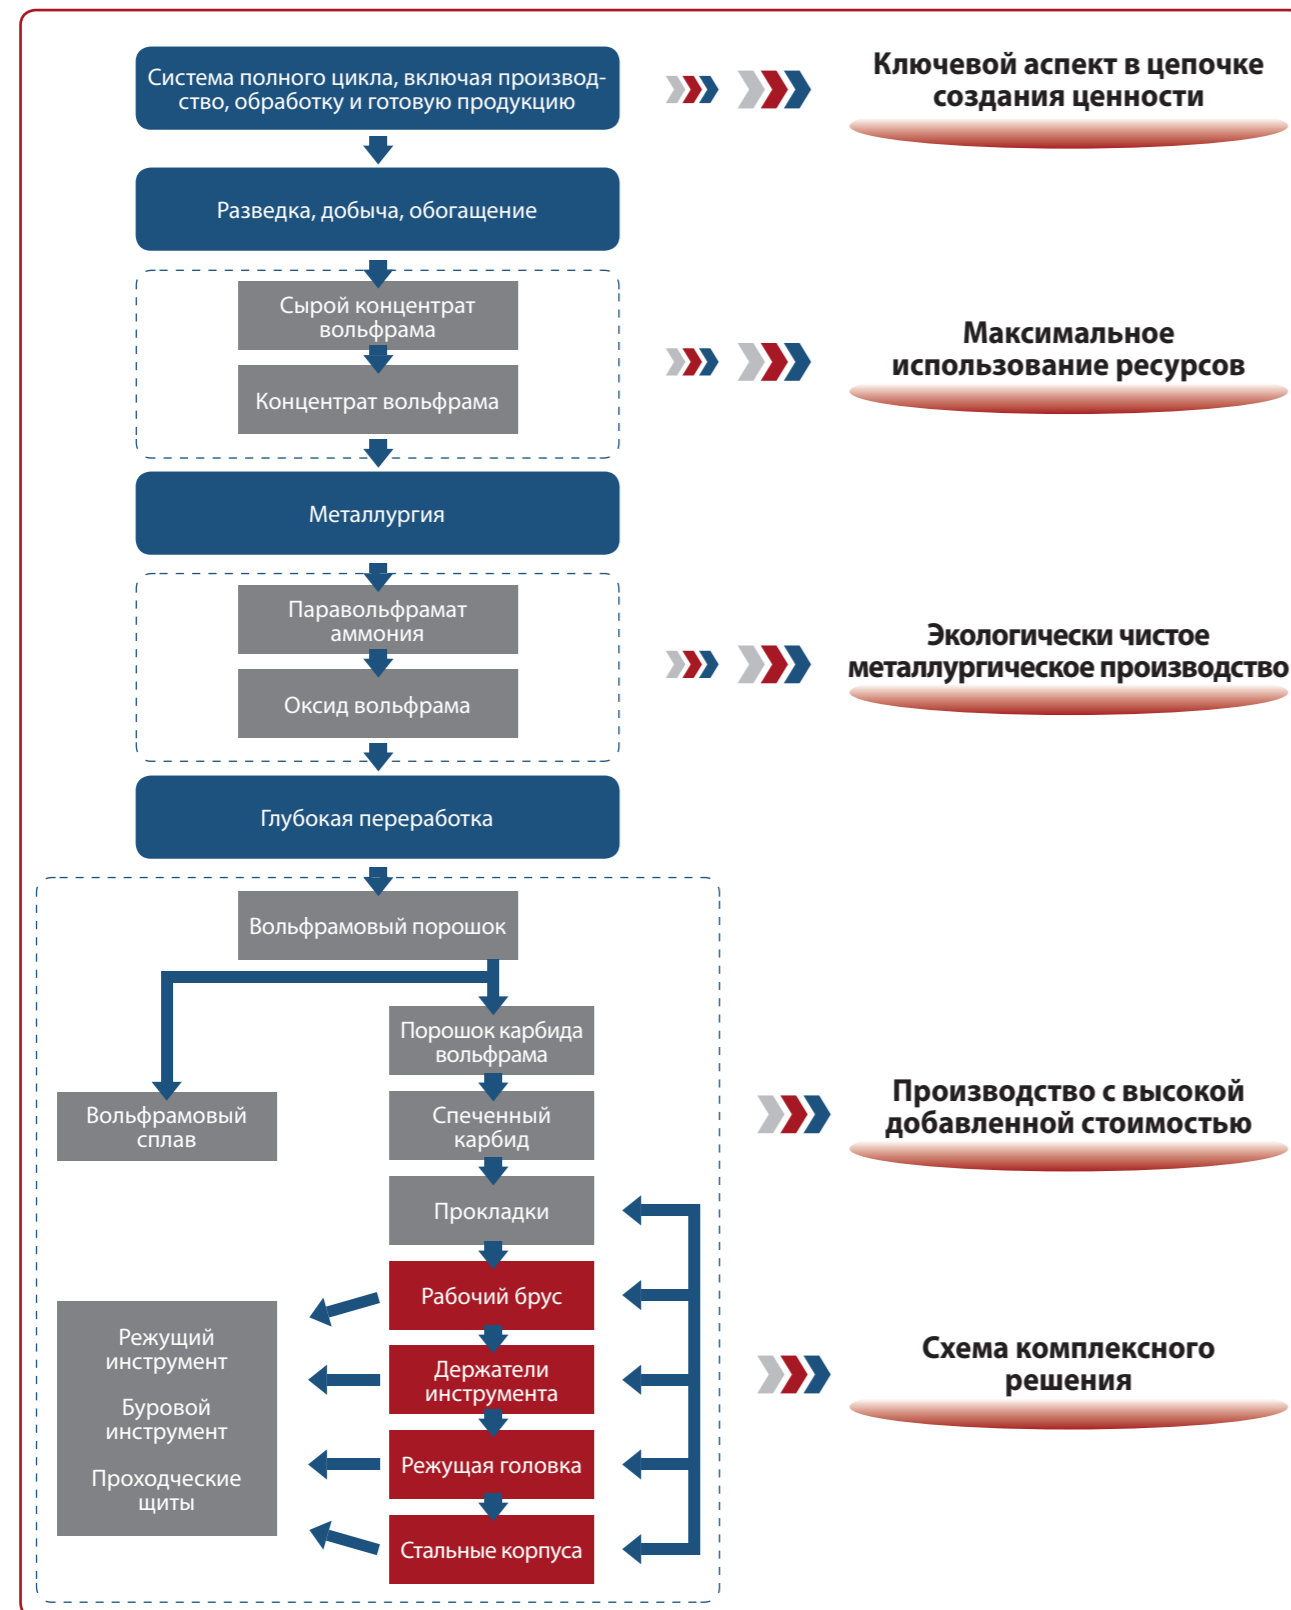 Система полного цикла, включая производ-
ство, обработку и готовую продукцию
Ключевой аспект в цепочке
создания ценности
Разведка, добыча, обогащение
Сырой концентрат
вольфрама
Концентрат вольфрама
Максимальное
использование ресурсов
Металлургия
Паравольфрамат
аммония
Оксид вольфрама
Экологически чистое
металлургическое производство
Глубокая переработка
Вольфрамовый порошок
Порошок карбида
вольфрама
Вольфрамовый
сплав
Спеченный
карбид
Производство с высокой
добавленной стоимостью
Прокладки
Рабочий брус
Держатели
инструмента
Режущая головка
Стальные корпуса
Режущий
инструмент
Буровой
инструмент
Проходческие
щиты
Схема комплексного
решения